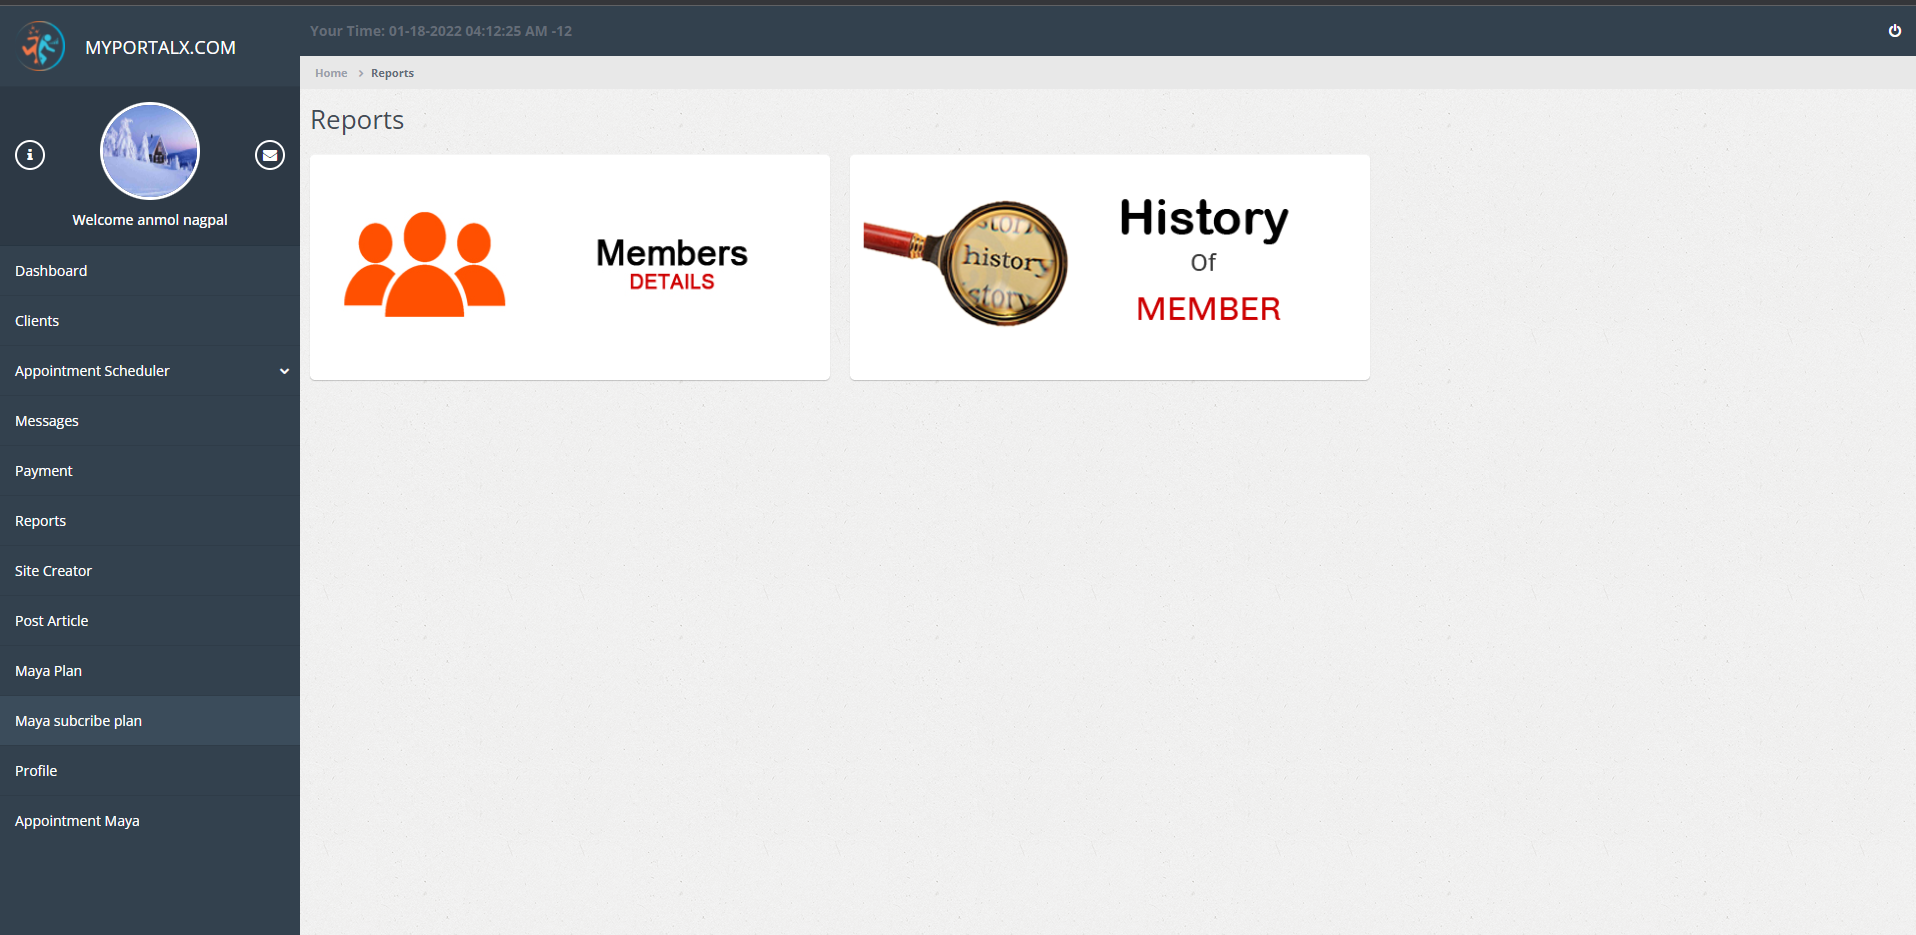 MYPORTALX.COM
Your Time: 01-18-2022 04:12:25 AM -12
Home > Reports
Welcome anmol nagpal
Dashboard
Clients
Appointment Scheduler
Messages
Payment
Reports
Site Creator
Post Article
Maya Plan
Maya subcribe plan
Profile
Appointment Maya
Reports
Members
DETAILS
history
History
Of
MEMBER